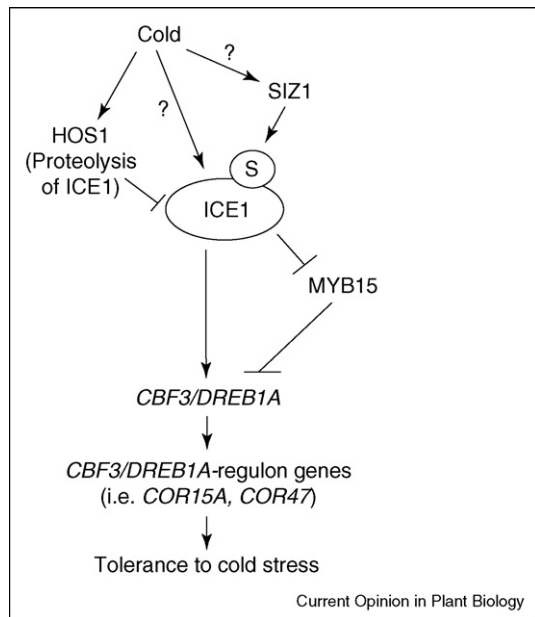 Cold
?
?
SIZ1
HOS1
(Proteolysis
of ICE1)
S
ICE1
MYB15
CBF3/DREB1A
CBF3/DREB1A-regulon genes
(i.e. COR15A, COR47)
Tolerance to cold stress
Current Opinion in Plant Biology